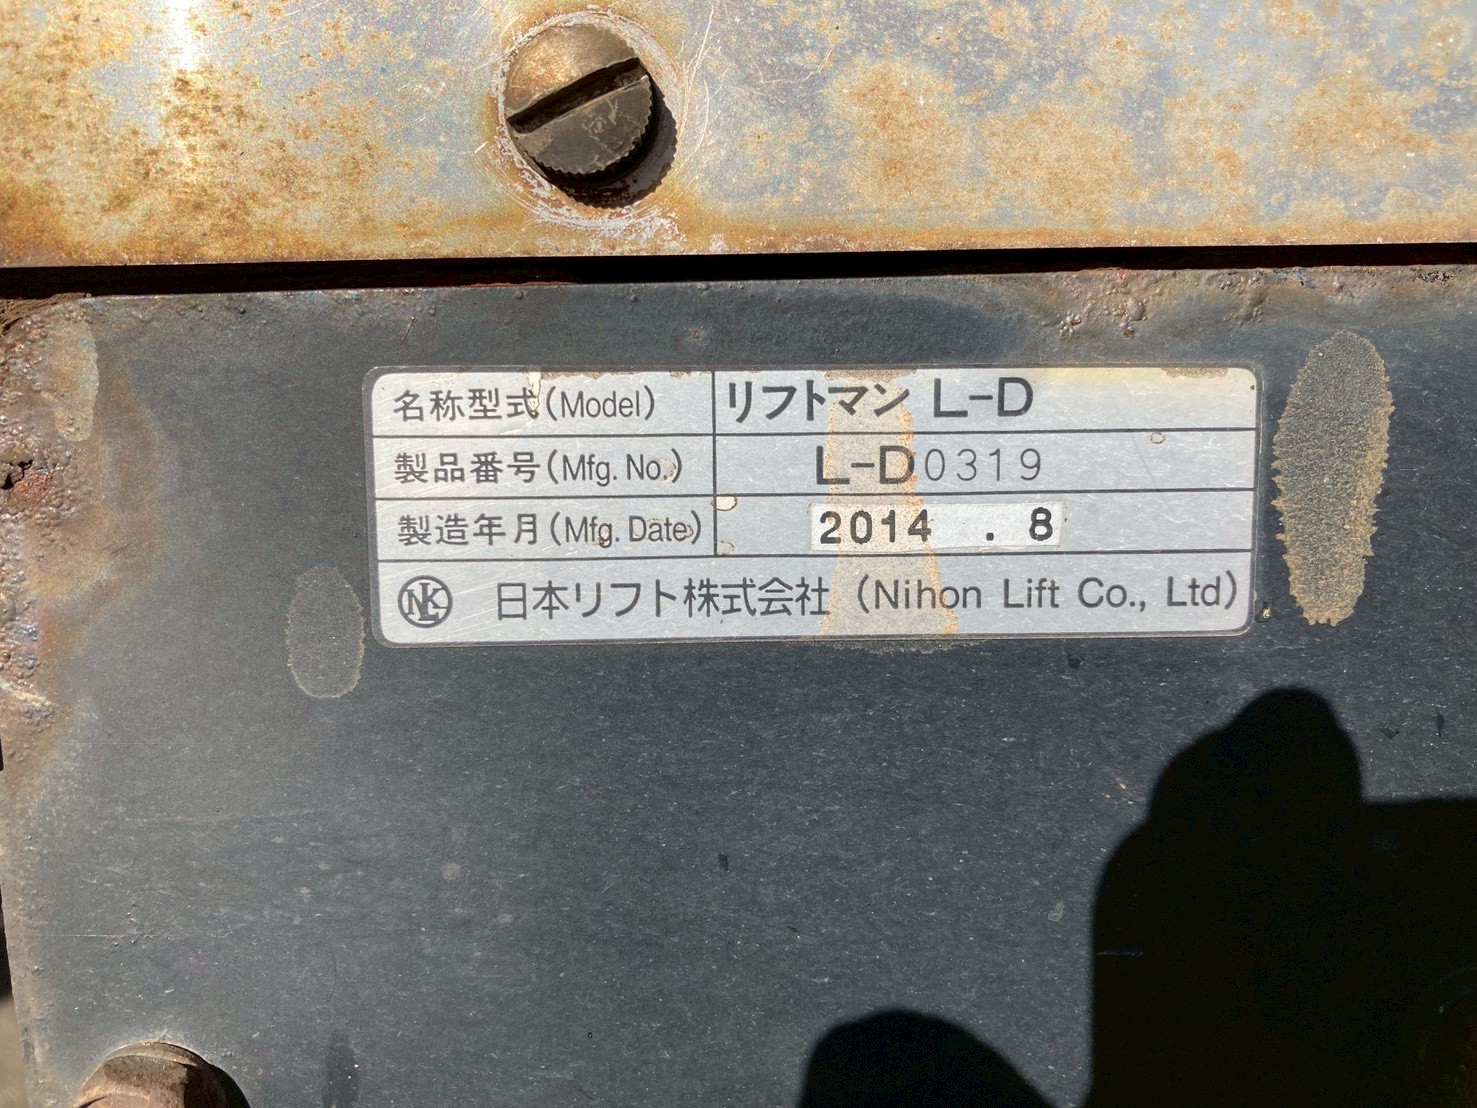 名称型式(Model) リフトマン L-D
製品番号(Mfg. No.) L-D0319
製造年月(Mfg. Date) 2014 . 8
NLK 日本リフト株式会社 (Nihon Lift Co., Ltd)